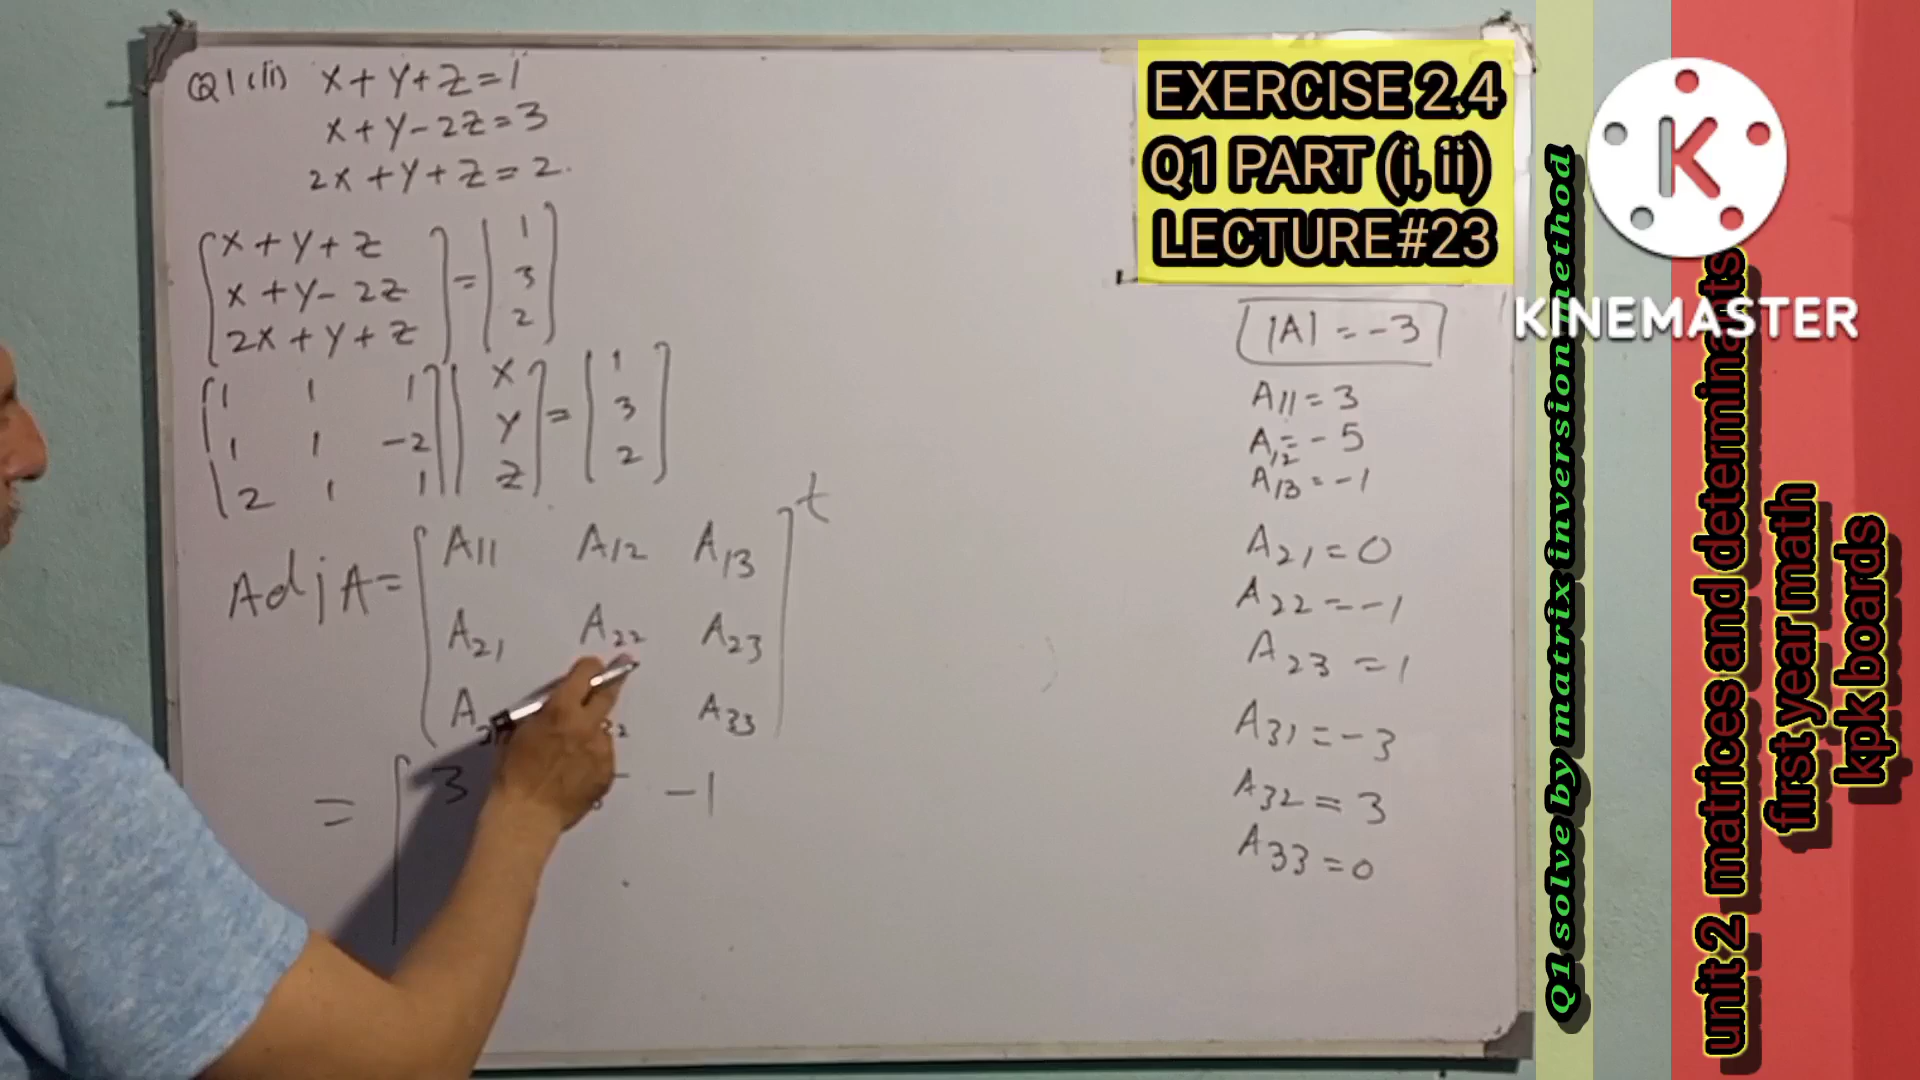 Q1(ii) x+y+z=1
x+y-2z=3
2x+y+z=2.
[x+y+z] = [1]
[x+y-2z] [3]
[2x+y+z] [2]
[1 1 1] [x] = [1]
[1 1 -2] [y] [3]
[2 1 1] [z] [2]
AdjA= [A11 A12 A13]t
[A21 A22 A23]
A33
= [3 -1
EXERCISE 2.4
Q1 PART (i, ii)
LECTURE#23
|A| = -3
A11 = 3
A12 = -5
A13 = -1
A21 = 0
A22 = -1
A23 = 1
A31 = -3
A32 = 3
A33 = 0
K
KINEMASTER
Q1 solve by matrix inversion method
unit 2 matrices and determinants
first year math
kpk boards